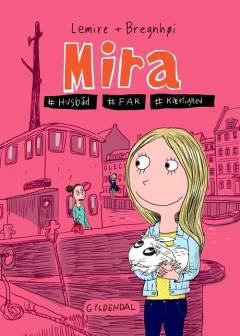 Lemire + Bregnhøi
Mira
# Husbåd # FAR # Kærlighed
GYLDENDAL